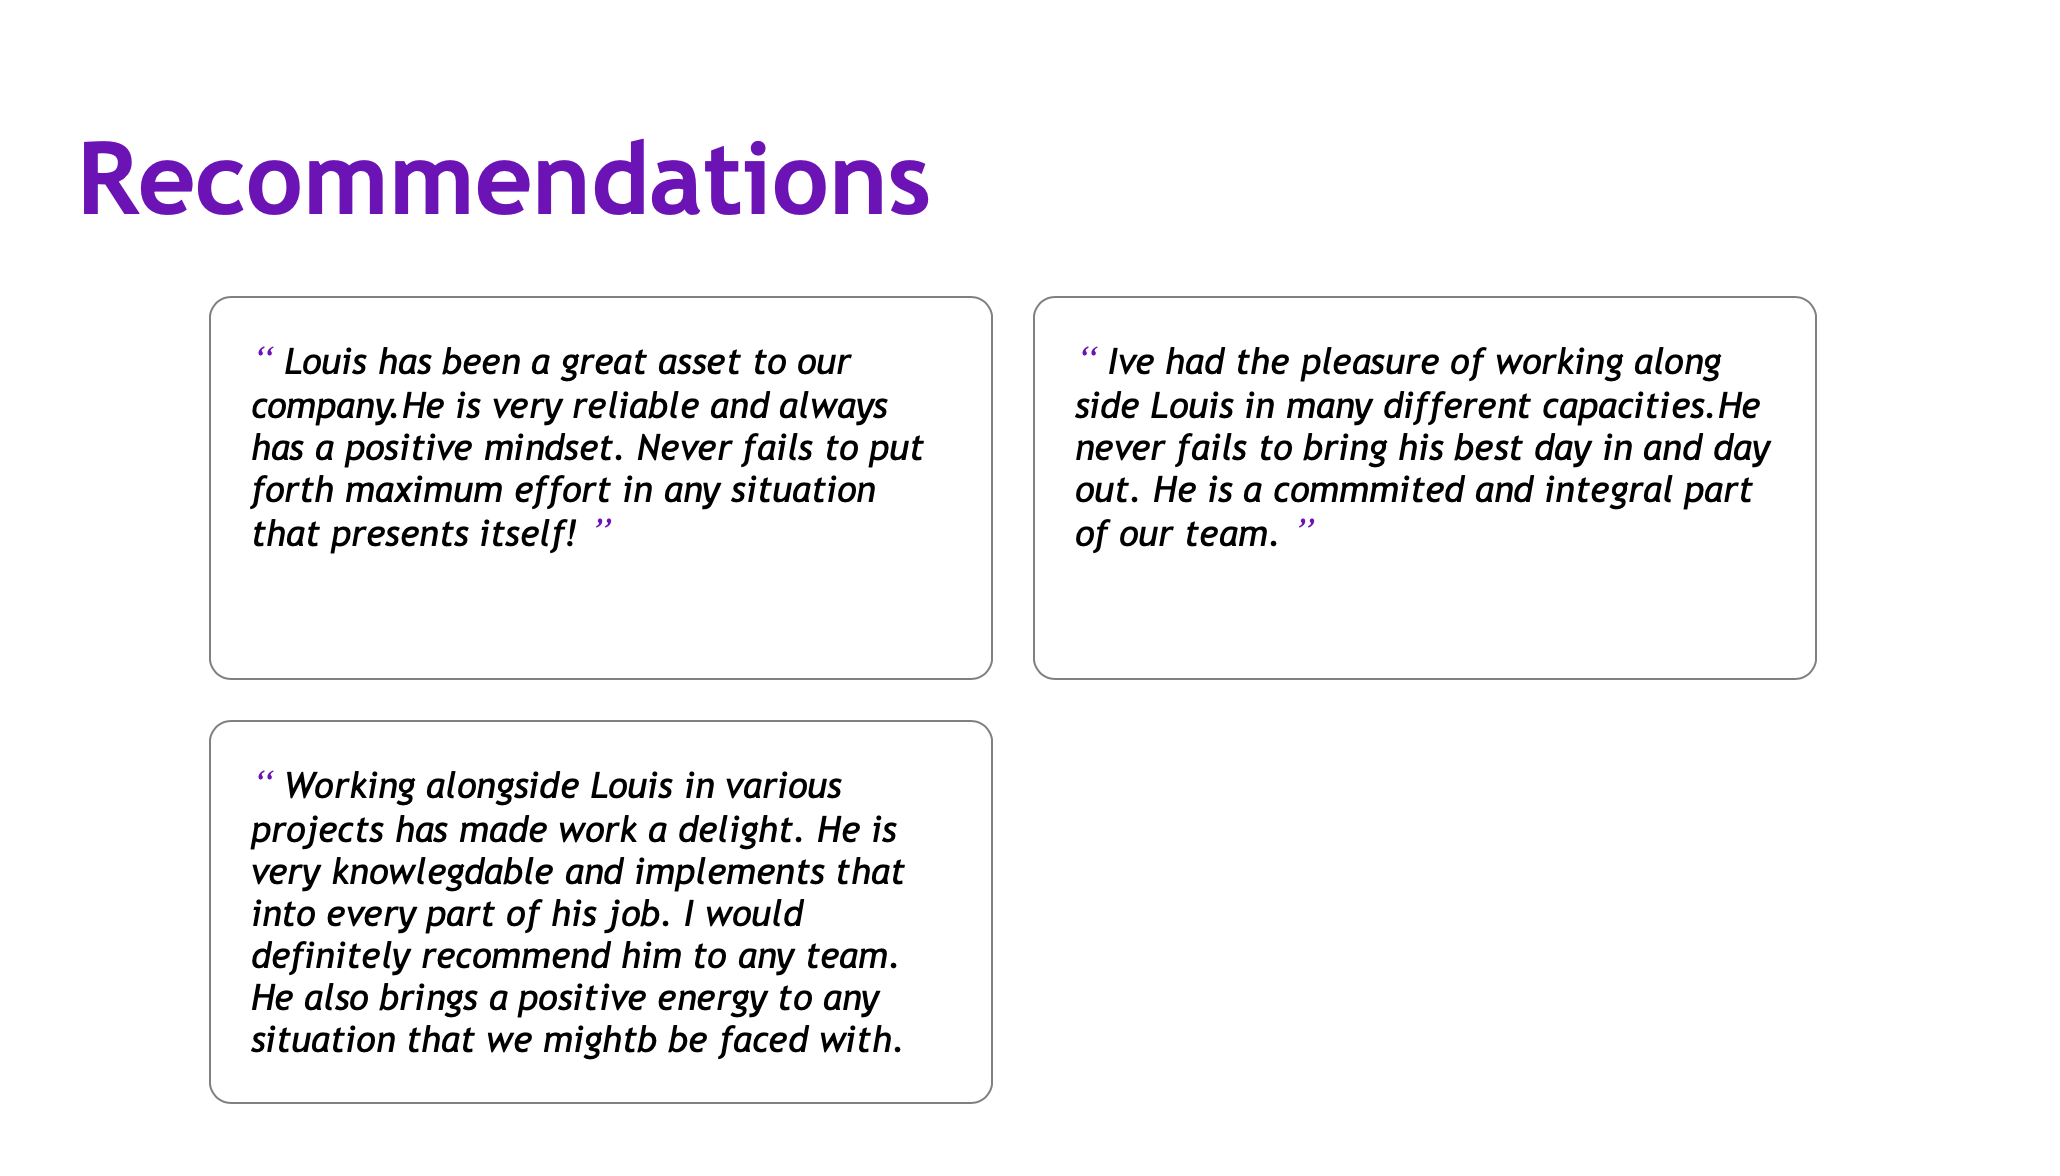 Recommendations
“ Louis has been a great asset to our
company.He is very reliable and always
has a positive mindset. Never fails to put
forth maximum effort in any situation
that presents itself! ”
“ Ive had the pleasure of working along
side Louis in many different capacities.He
never fails to bring his best day in and day
out. He is a commmited and integral part
of our team. ”
“ Working alongside Louis in various
projects has made work a delight. He is
very knowlegdable and implements that
into every part of his job. I would
definitely recommend him to any team.
He also brings a positive energy to any
situation that we mightb be faced with.